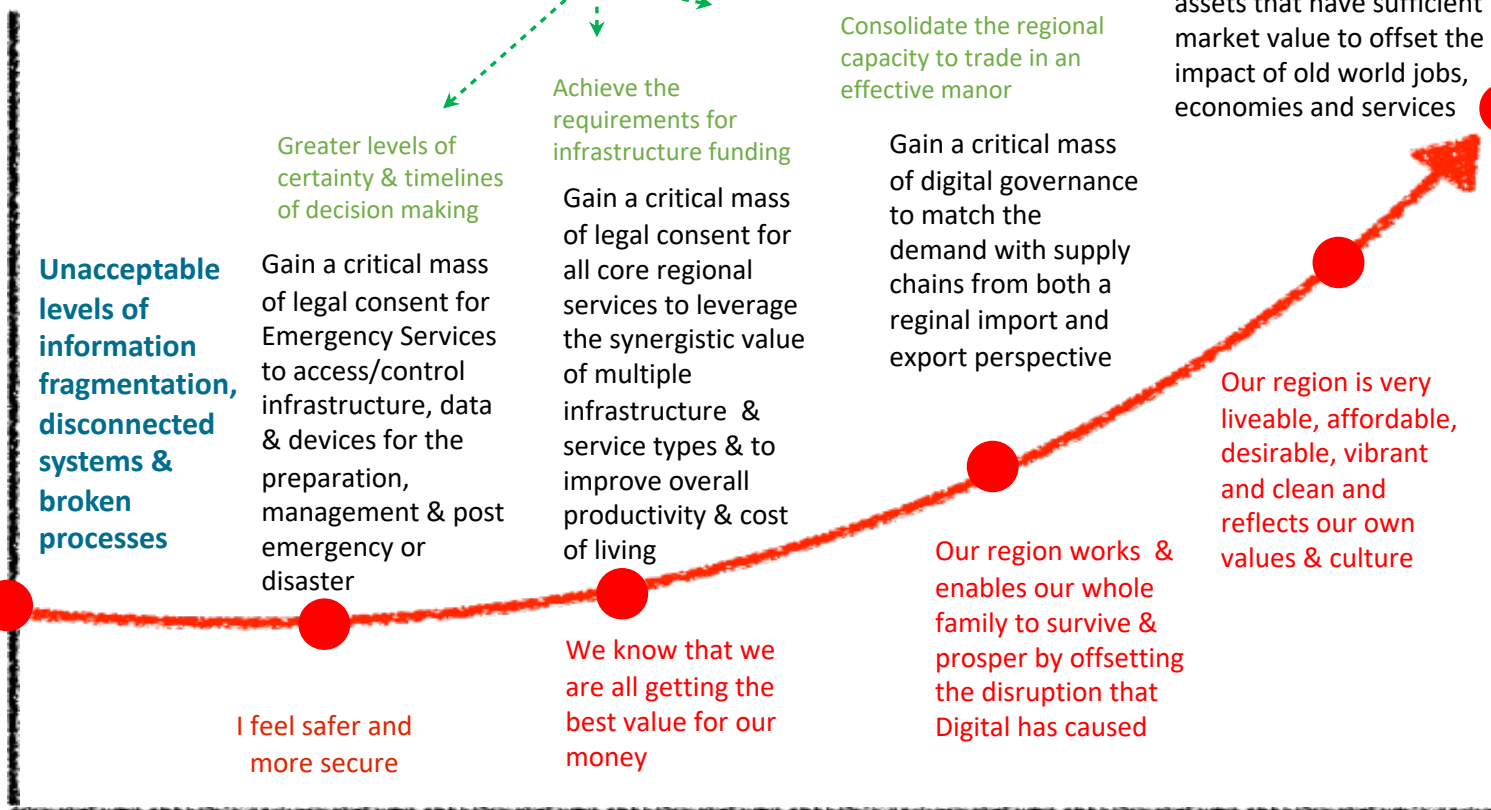 Unacceptable
levels of
information
fragmentation,
disconnected
systems &
broken
processes
Greater levels of
certainty & timelines
of decision making
Gain a critical mass
of legal consent for
Emergency Services
to access/control
infrastructure, data
& devices for the
preparation,
management & post
emergency or
disaster
I feel safer and
more secure
Achieve the
requirements for
infrastructure funding
Gain a critical mass
of legal consent for
all core regional
services to leverage
the synergistic value
of multiple
infrastructure &
service types & to
improve overall
productivity & cost
of living
We know that we
are all getting the
best value for our
money
Consolidate the regional
capacity to trade in an
effective manor
Gain a critical mass
of digital governance
to match the
demand with supply
chains from both a
reginal import and
export perspective
Our region works &
enables our whole
family to survive &
prosper by offsetting
the disruption that
Digital has caused
assets that have sufficient
market value to offset the
impact of old world jobs,
economies and services
Our region is very
liveable, affordable,
desirable, vibrant
and clean and
reflects our own
values & culture